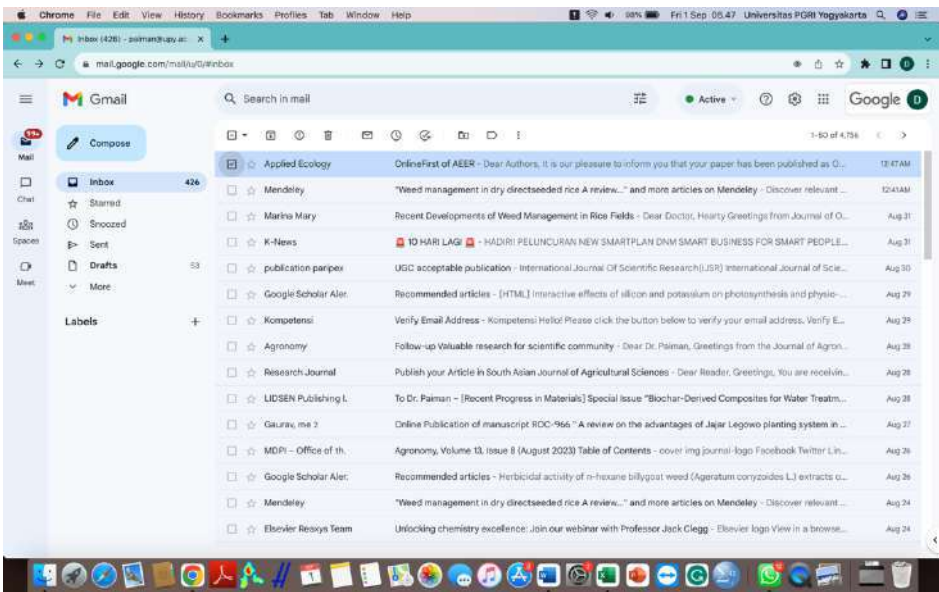 Chrome File Edit View History Bookmarks Profiles Tab Window Help
Fri 1 Sep 06.47 Universitas PGRI Yogyakarta
Inbox (426) - paiman@upy.ac.
mail.google.com/mail/u/0/#inbox
Gmail
Search in mail
Active
Google
D
99+
Mail
Chat
Spaces
Meet
Compose
Inbox 426
Starred
Snoozed
Sent
Drafts 53
More
Labels +
1-50 of 4,756
Applied Ecology OnlineFirst of AEER - Dear Authors, It is our pleasure to inform you that your paper has been published as O... 12:47 AM
Mendeley "Weed management in dry directseeded rice A review..." and more articles on Mendeley - Discover relevant ... 12:41 AM
Marina Mary Recent Developments of Weed Management in Rice Fields - Dear Doctor, Hearty Greetings from Journal of O... Aug 31
K-News 🚨 10 HARI LAGI 🚨 - HADIRI PELUNCURAN NEW SMARTPLAN DNM SMART BUSINESS FOR SMART PEOPLE... Aug 31
publication paripex UGC acceptable publication - International Journal Of Scientific Research(IJSR) International Journal of Scie... Aug 30
Google Scholar Aler. Recommended articles - [HTML] Interactive effects of silicon and potassium on photosynthesis and physio-... Aug 29
Kompetensi Verify Email Address - Kompetensi Hello! Please click the button below to verify your email address. Verify E... Aug 29
Agronomy Follow-up Valuable research for scientific community - Dear Dr. Paiman, Greetings from the Journal of Agron... Aug 28
Research Journal Publish your Article in South Asian Journal of Agricultural Sciences - Dear Reader, Greetings, You are receivin... Aug 28
LIDSEN Publishing I. To Dr. Paiman – [Recent Progress in Materials] Special Issue "Biochar-Derived Composites for Water Treatm... Aug 28
Gaurav, me 2 Online Publication of manuscript ROC-966 " A review on the advantages of Jajar Legowo planting system in ... Aug 27
MDPI - Office of th. Agronomy, Volume 13, Issue 8 (August 2023) Table of Contents - cover img journal-logo Facebook Twitter Lin... Aug 26
Google Scholar Aler. Recommended articles - Herbicidal activity of n-hexane billygoat weed (Ageratum conyzoides L.) extracts o... Aug 26
Mendeley "Weed management in dry directseeded rice A review..." and more articles on Mendeley - Discover relevant ... Aug 24
Elsevier Reaxys Team Unlocking chemistry excellence: Join our webinar with Professor Jack Clegg - Elsevier logo View in a browse... Aug 24